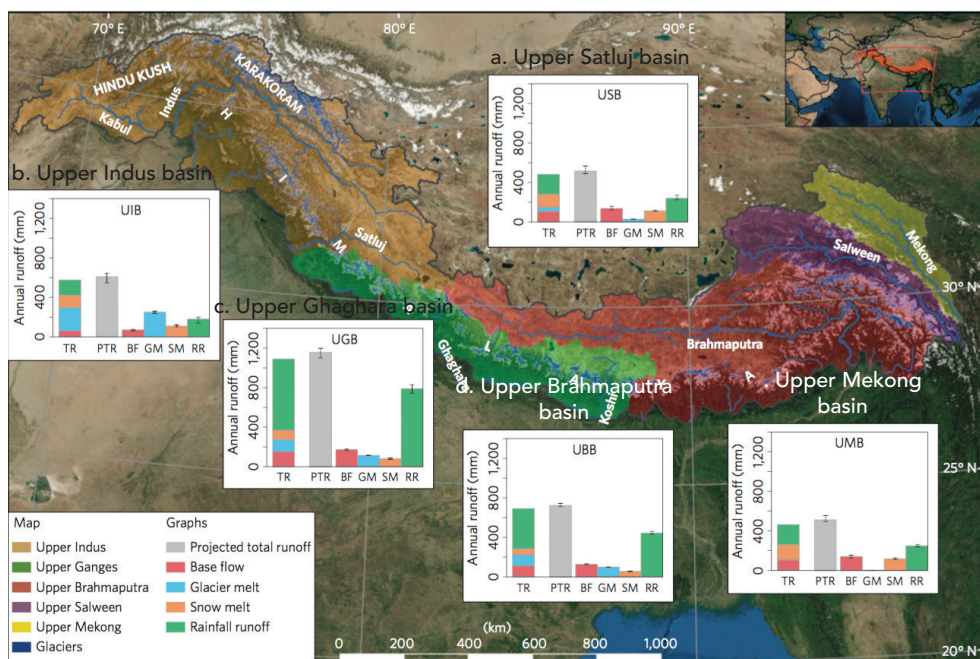 70° E
80° E
90° E
HINDU KUSH
KARAKORAM
Indus
Kabul
H
I
M
Satluj
L
A
Y
A
Ghaghara
Koshi
Brahmaputra
Salween
Mekong
30° N
25° N
20° N
a. Upper Satluj basin
USB
Annual runoff (mm)
1,200
800
400
0
TR PTR BF GM SM RR
b. Upper Indus basin
UIB
Annual runoff (mm)
1,200
800
400
0
TR PTR BF GM SM RR
c. Upper Ghaghara basin
UGB
Annual runoff (mm)
1,200
800
400
0
TR PTR BF GM SM RR
d. Upper Brahmaputra
basin
UBB
Annual runoff (mm)
1,200
800
400
0
TR PTR BF GM SM RR
Upper Mekong
basin
UMB
Annual runoff (mm)
1,200
800
400
0
TR PTR BF GM SM RR
Map
Upper Indus
Upper Ganges
Upper Brahmaputra
Upper Salween
Upper Mekong
Glaciers
Graphs
Projected total runoff
Base flow
Glacier melt
Snow melt
Rainfall runoff
(km)
0 200 400 600 800 1,000